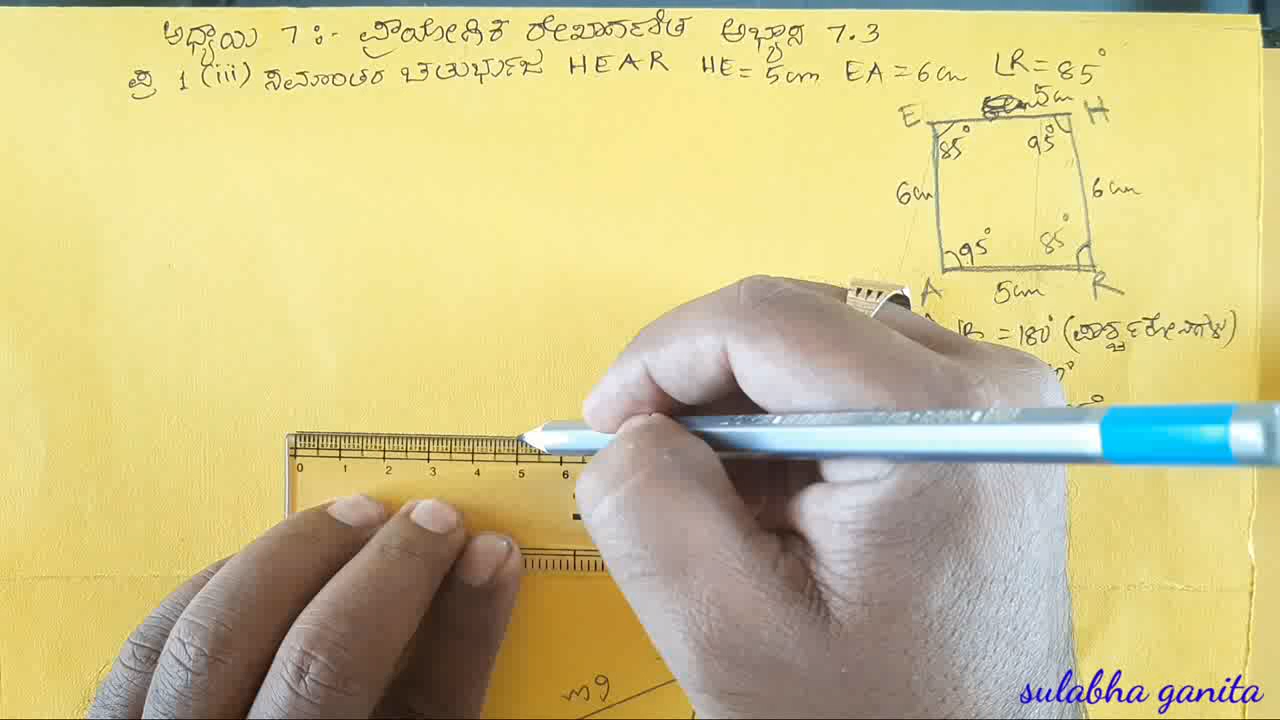 ಅಧ್ಯಾಯ 7 :- ಪ್ರಾಯೋಗಿಕ ರೇಖಾಗಣಿತ ಅಭ್ಯಾಸ 7.3
ಪ್ರ 1 (iii) ಸಮಾಂತರ ಚತುರ್ಭುಜ HEAR HE = 5cm EA = 6cm ∠R = 85°
5cm
E H
85° 95°
6cm 6cm
95° 85°
A 5cm R
= 180° (ಪಾರ್ಶ್ವ ಕೋನಗಳು)
0 1 2 3 4 5 6
sulabha ganita